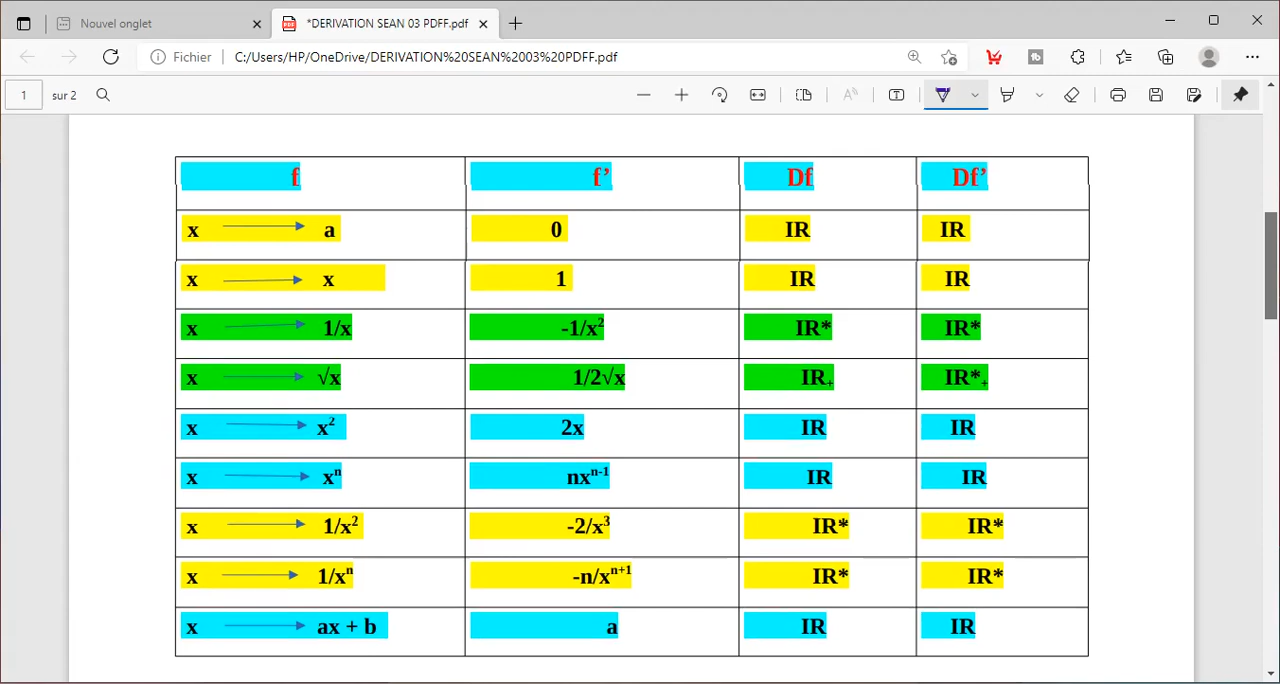 Nouvel onglet
*DERIVATION SEAN 03 PDFF.pdf
Fichier C:/Users/HP/OneDrive/DERIVATION%20SEAN%2003%20PDFF.pdf
1 sur 2
f f’ Df Df’
x a 0 IR IR
x x 1 IR IR
x 1/x -1/x² IR* IR*
x √x 1/2√x IR₊ IR*₊
x x² 2x IR IR
x xⁿ nxⁿ⁻¹ IR IR
x 1/x² -2/x³ IR* IR*
x 1/xⁿ -n/xⁿ⁺¹ IR* IR*
x ax + b a IR IR